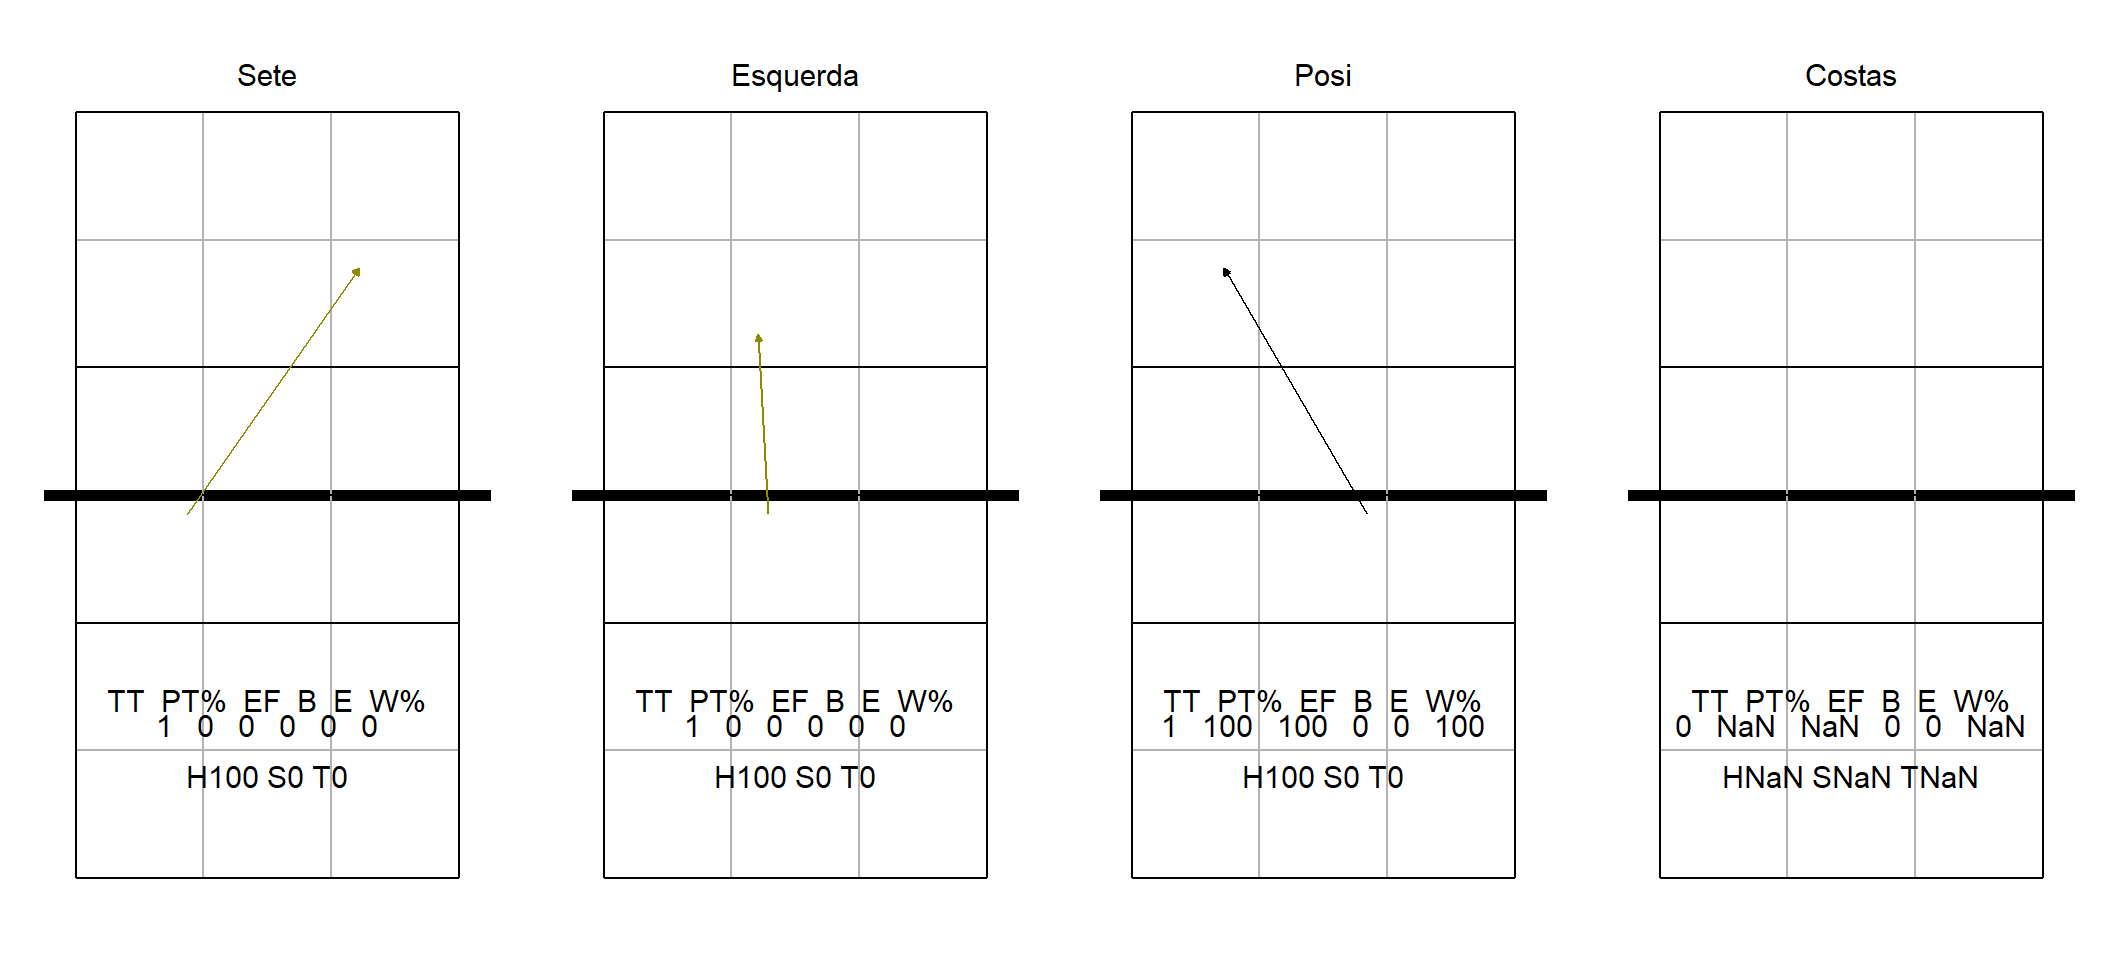 Sete
TT PT% EF B E W%
1 0 0 0 0 0
H100 S0 T0
Esquerda
TT PT% EF B E W%
1 0 0 0 0 0
H100 S0 T0
Posi
TT PT% EF B E W%
1 100 100 0 0 100
H100 S0 T0
Costas
TT PT% EF B E W%
0 NaN NaN 0 0 NaN
HNaN SNaN TNaN